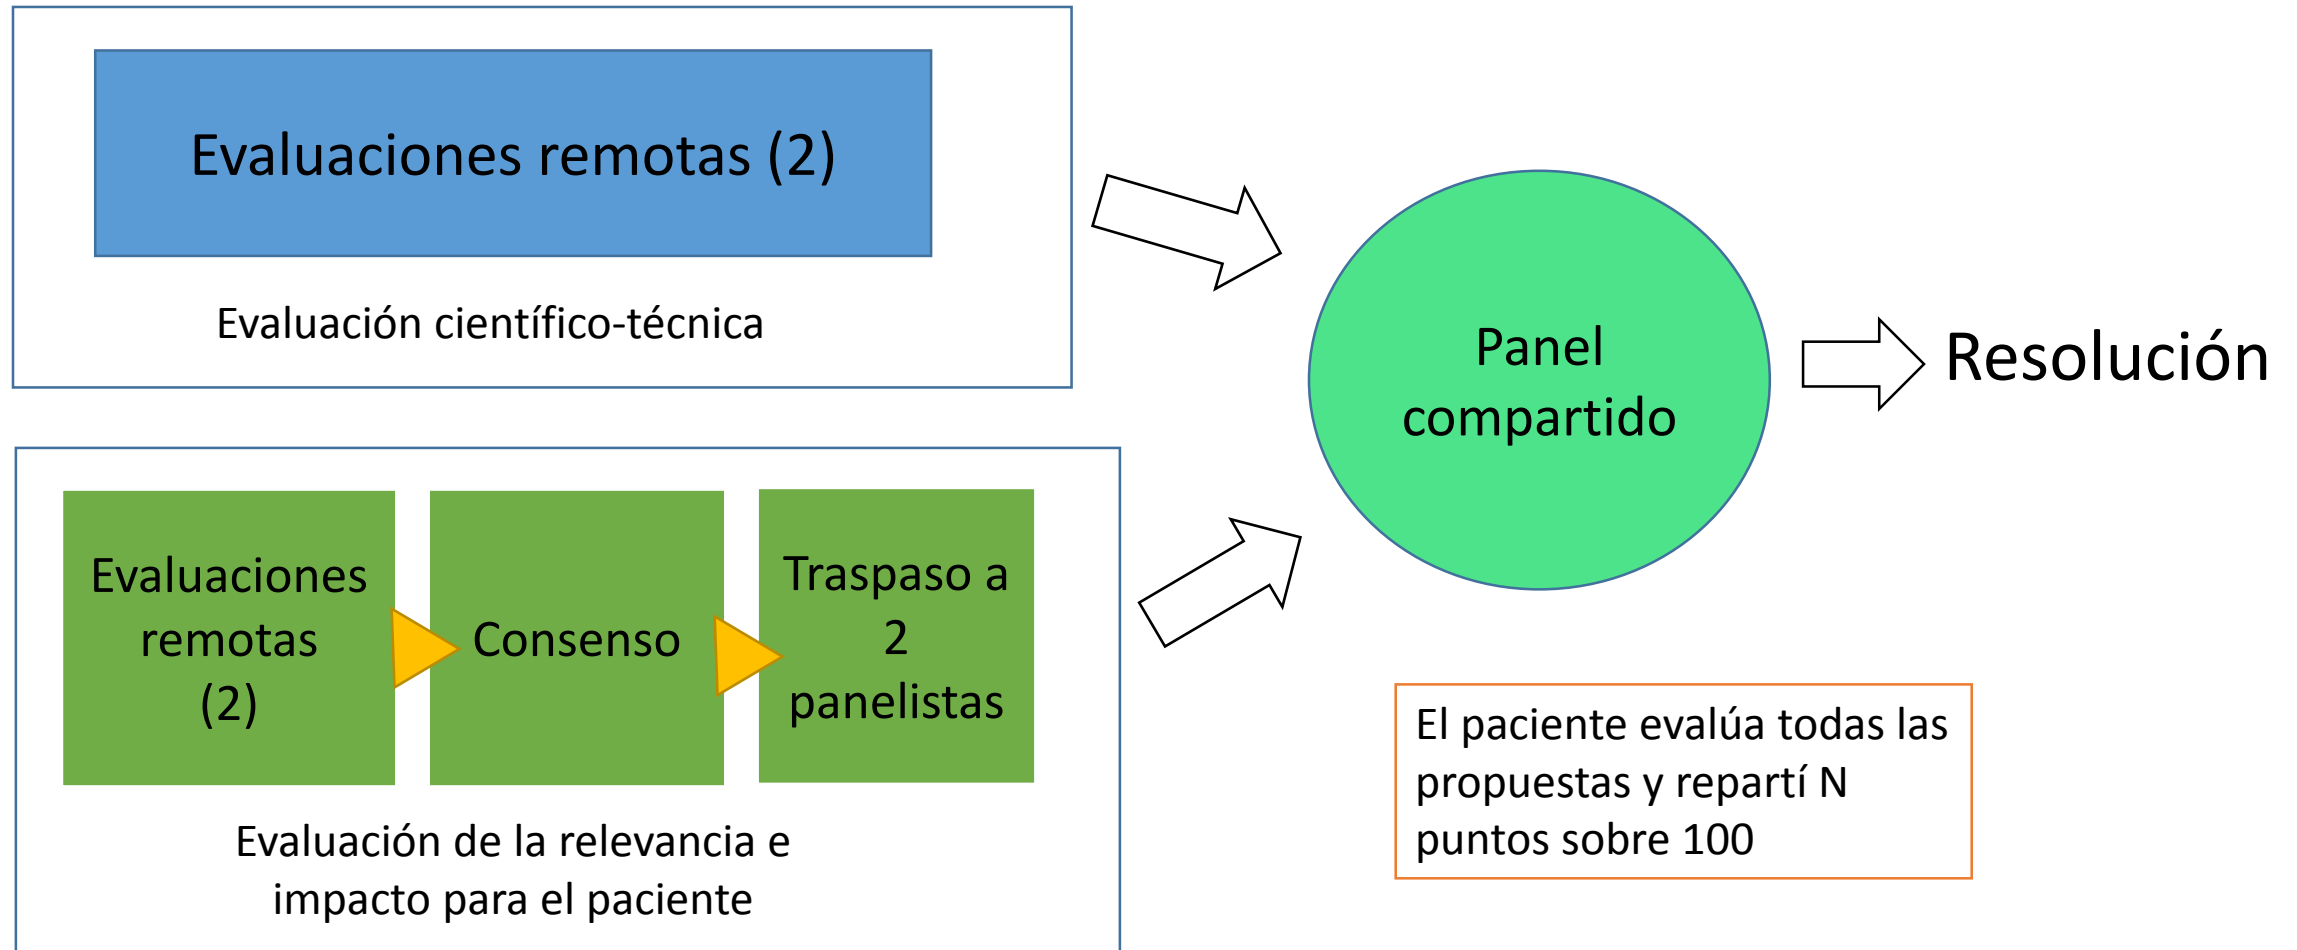 Evaluaciones remotas (2)
Evaluación científico-técnica
Evaluaciones
remotas
(2)
Consenso
Traspaso a
2
panelistas
Evaluación de la relevancia e
impacto para el paciente
Panel
compartido
Resolución
El paciente evalúa todas las
propuestas y repartí N
puntos sobre 100